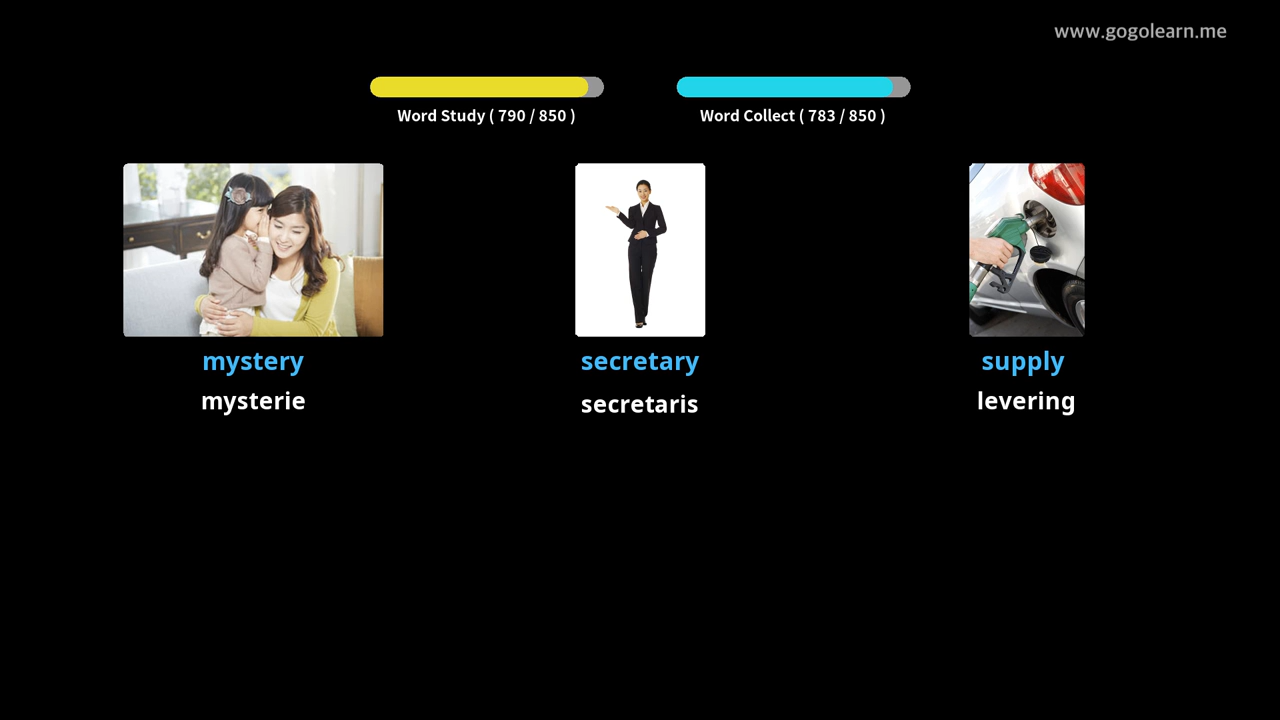 www.gogolearn.me
Word Study ( 790 / 850 )
Word Collect ( 783 / 850 )
mystery
mysterie
secretary
secretaris
supply
levering